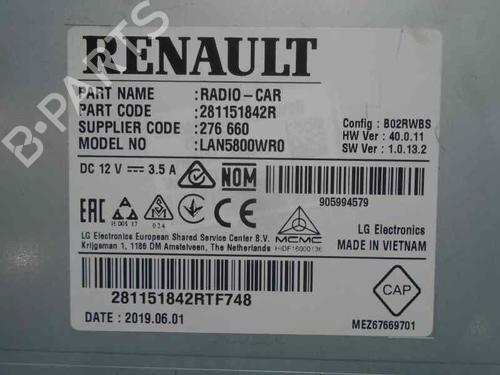 RENAULT
PART NAME : RADIO-CAR
PART CODE : 281151842R
SUPPLIER CODE : 276 660
MODEL NO : LAN5800WR0
Config : B02RWBS
HW Ver : 40.0.11
SW Ver : 1.0.13.2
DC 12 V 3.5 A
NOM
905994579
EAC
024
MCMC
HIDF16000136
LG Electronics
MADE IN VIETNAM
LG Electronics European Shared Service Center B.V.
Krijgsman 1, 1186 DM Amstelveen, The Netherlands
281151842RTF748
DATE : 2019.06.01
CAP
MEZ67669701
B-PARTS